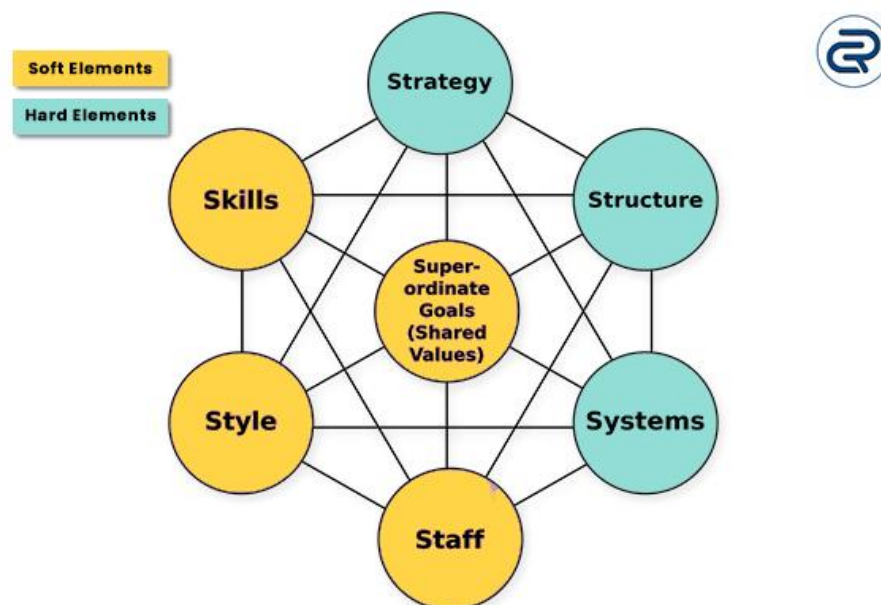 Soft Elements
Hard Elements
Strategy
Skills
Structure
Super-
ordinate
Goals
(Shared
Values)
Style
Systems
Staff